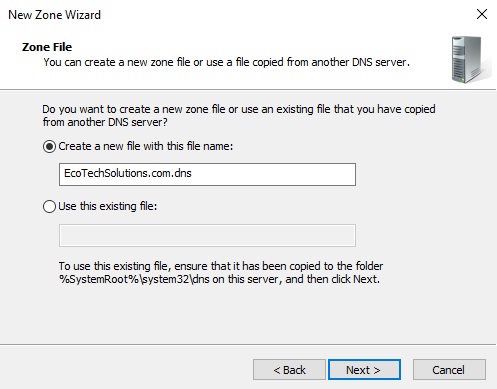 New Zone Wizard
Zone File
You can create a new zone file or use a file copied from another DNS server.
Do you want to create a new zone file or use an existing file that you have copied
from another DNS server?
Create a new file with this file name:
EcoTechSolutions.com.dns
Use this existing file:
To use this existing file, ensure that it has been copied to the folder
%SystemRoot%\system32\dns on this server, and then click Next.
< Back
Next >
Cancel